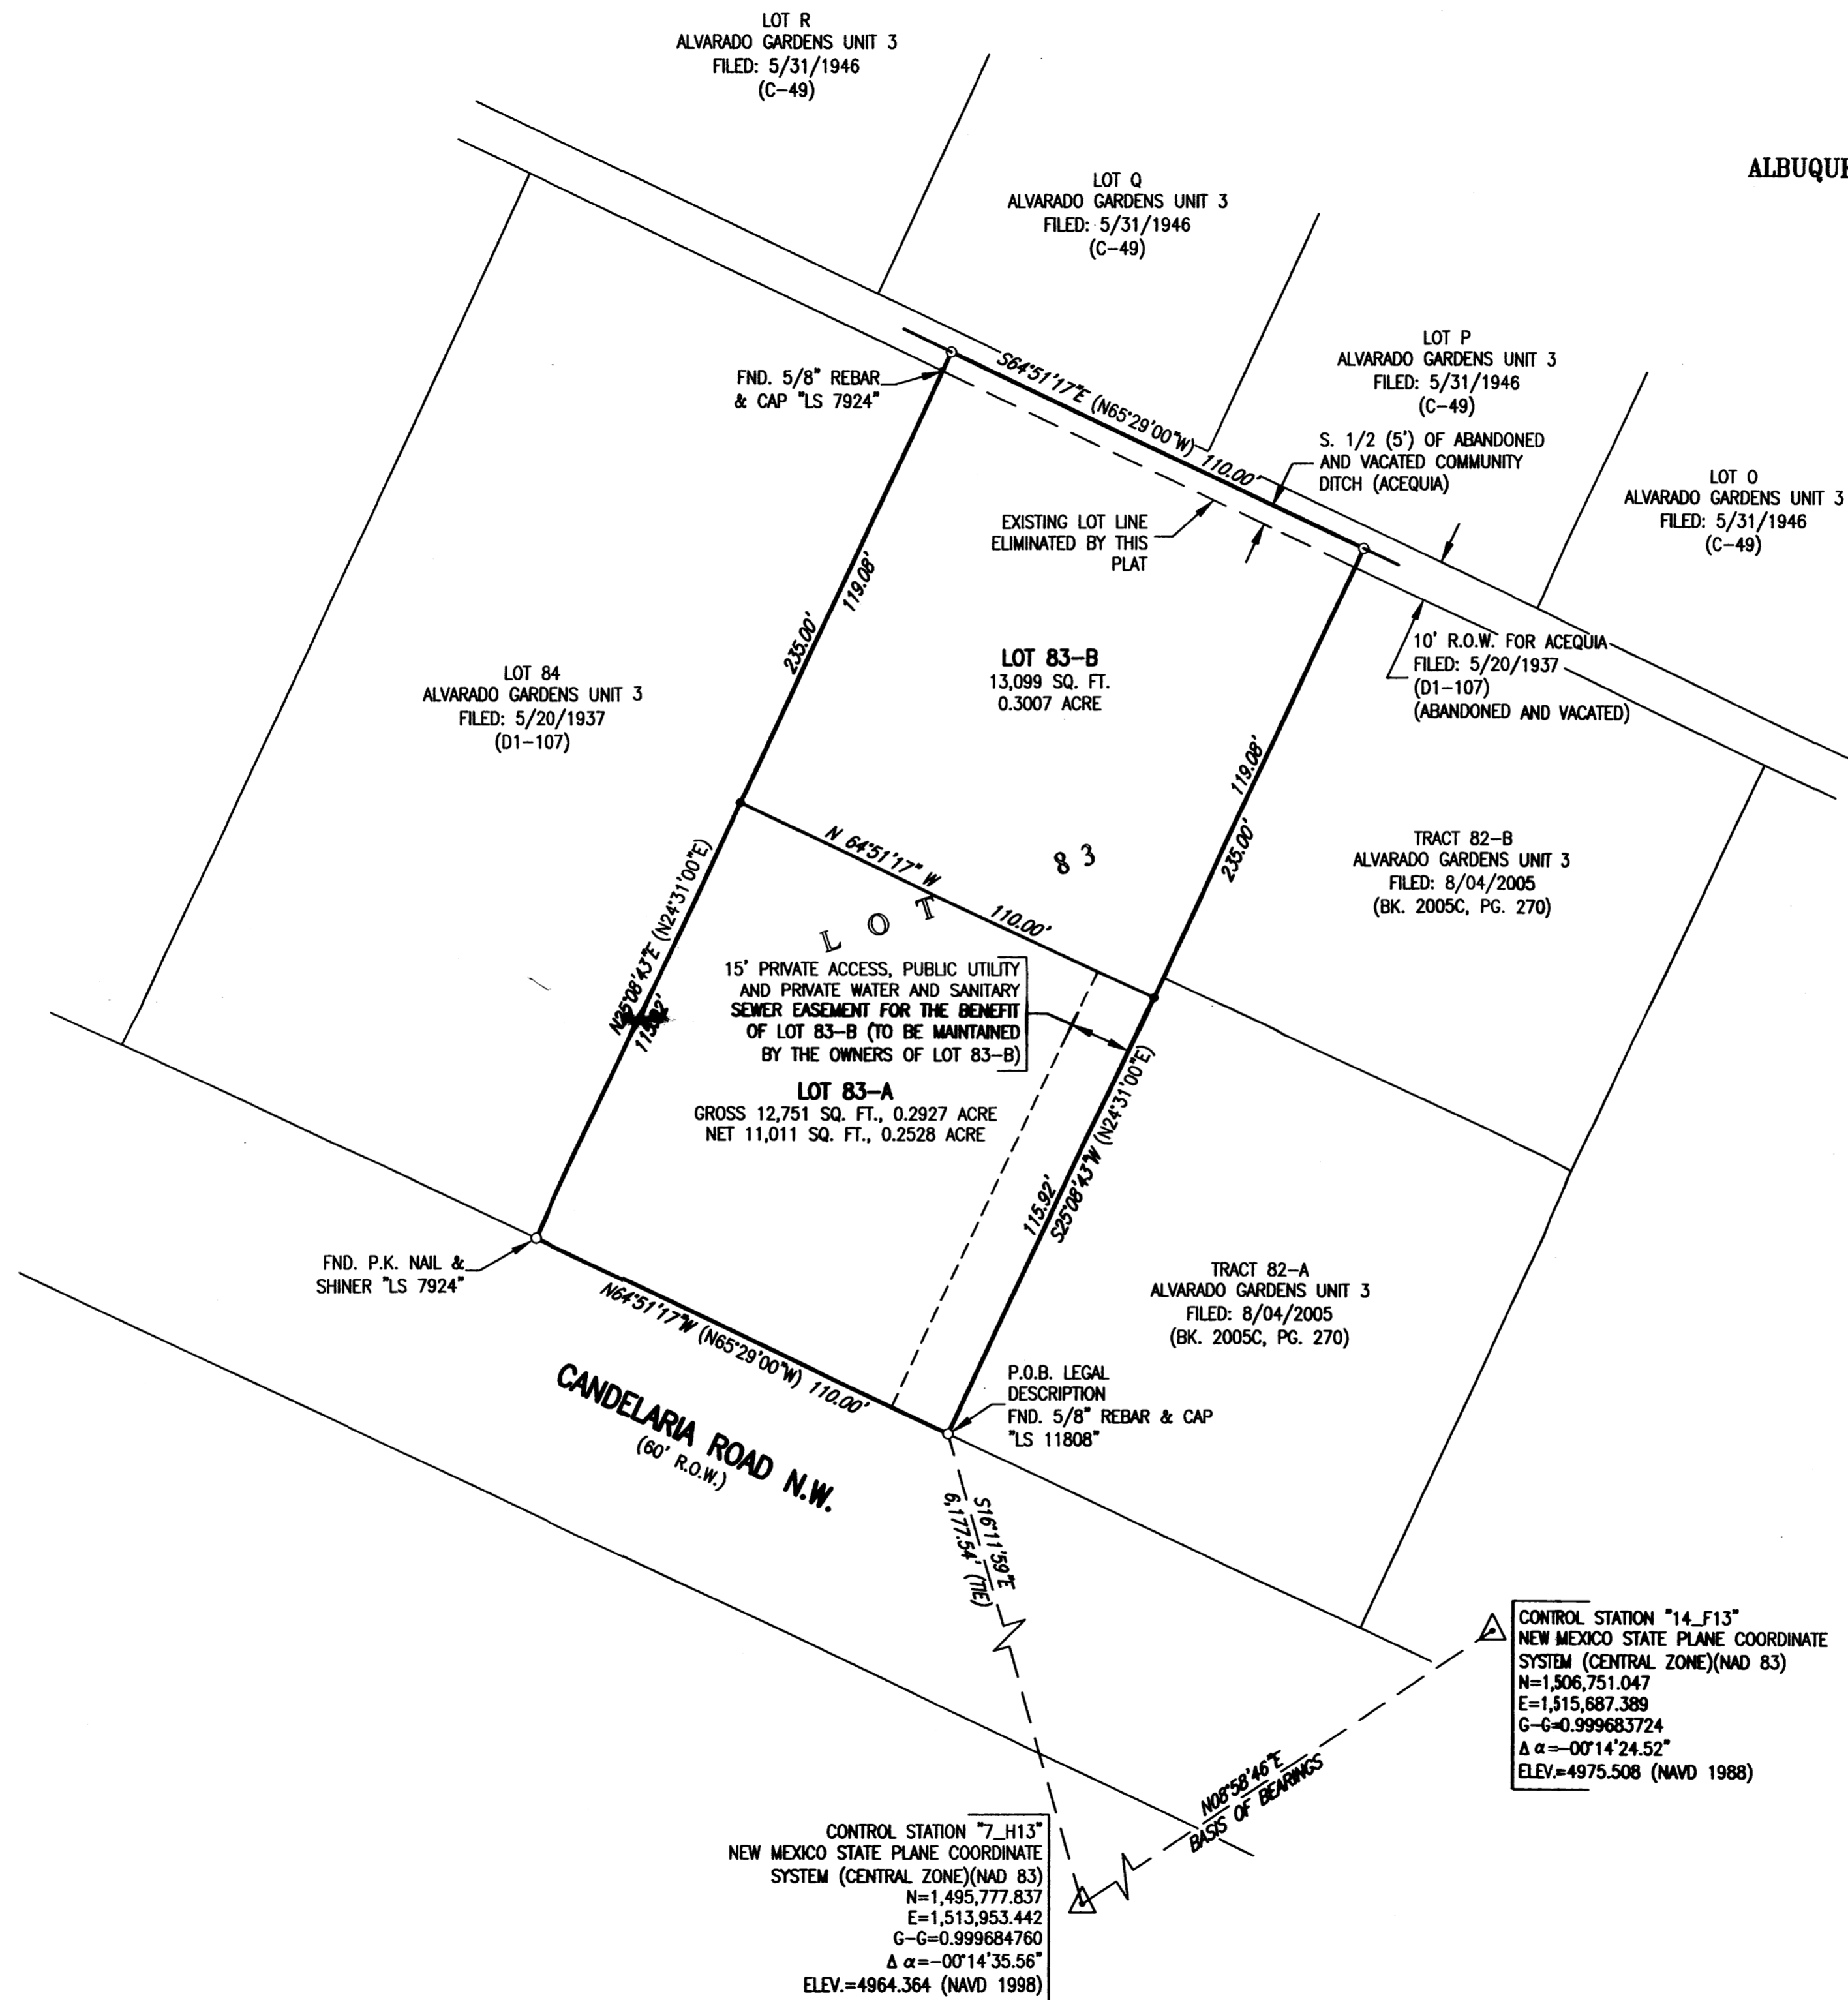 LOT R
ALVARADO GARDENS UNIT 3
FILED: 5/31/1946
(C-49)
ALBUQUE
LOT Q
ALVARADO GARDENS UNIT 3
FILED: 5/31/1946
(C-49)
LOT P
ALVARADO GARDENS UNIT 3
FILED: 5/31/1946
(C-49)
FND. 5/8" REBAR
& CAP "LS 7924"
S64°51'17"E (N65°29'00"W) 110.00'
S. 1/2 (5') OF ABANDONED
AND VACATED COMMUNITY
DITCH (ACEQUIA)
LOT O
ALVARADO GARDENS UNIT 3
FILED: 5/31/1946
(C-49)
EXISTING LOT LINE
ELIMINATED BY THIS
PLAT
235.00'
119.08'
LOT 83-B
13,099 SQ. FT.
0.3007 ACRE
10' R.O.W. FOR ACEQUIA
FILED: 5/20/1937
(D1-107)
(ABANDONED AND VACATED)
LOT 84
ALVARADO GARDENS UNIT 3
FILED: 5/20/1937
(D1-107)
119.08'
235.00'
N 64°51'17" W
110.00'
LOT 83
TRACT 82-B
ALVARADO GARDENS UNIT 3
FILED: 8/04/2005
(BK. 2005C, PG. 270)
N25°08'43"E (N24°31'00"E)
115.92'
15' PRIVATE ACCESS, PUBLIC UTILITY
AND PRIVATE WATER AND SANITARY
SEWER EASEMENT FOR THE BENEFIT
OF LOT 83-B (TO BE MAINTAINED
BY THE OWNERS OF LOT 83-B)
LOT 83-A
GROSS 12,751 SQ. FT., 0.2927 ACRE
NET 11,011 SQ. FT., 0.2528 ACRE
115.92'
S25°08'43"W (N24°31'00"E)
FND. P.K. NAIL &
SHINER "LS 7924"
N64°51'17"W (N65°29'00"W) 110.00'
TRACT 82-A
ALVARADO GARDENS UNIT 3
FILED: 8/04/2005
(BK. 2005C, PG. 270)
CANDELARIA ROAD N.W.
(60' R.O.W.)
P.O.B. LEGAL
DESCRIPTION
FND. 5/8" REBAR & CAP
"LS 11808"
S16°11'59"E
6,177.54' (TIE)
CONTROL STATION "14_F13"
NEW MEXICO STATE PLANE COORDINATE
SYSTEM (CENTRAL ZONE)(NAD 83)
N=1,506,751.047
E=1,515,687.389
G-G=0.999683724
Δ α=-00°14'24.52"
ELEV.=4975.508 (NAVD 1988)
N08°58'46"E
BASIS OF BEARINGS
CONTROL STATION "7_H13"
NEW MEXICO STATE PLANE COORDINATE
SYSTEM (CENTRAL ZONE)(NAD 83)
N=1,495,777.837
E=1,513,953.442
G-G=0.999684760
Δ α=-00°14'35.56"
ELEV.=4964.364 (NAVD 1998)